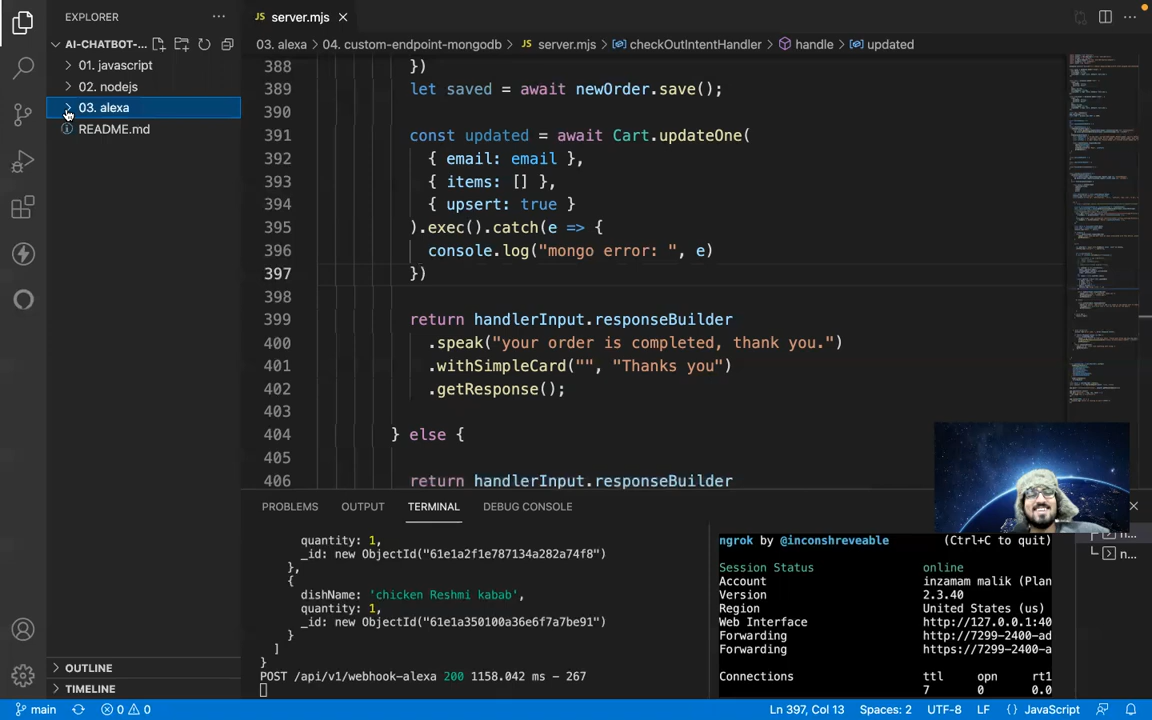 EXPLORER
AI-CHATBOT-...
01. javascript
02. nodejs
03. alexa
README.md
OUTLINE
TIMELINE
JS server.mjs
03. alexa > 04. custom-endpoint-mongodb > JS server.mjs > checkOutIntentHandler > handle > updated
388 })
389 let saved = await newOrder.save();
390
391 const updated = await Cart.updateOne(
392 { email: email },
393 { items: [] },
394 { upsert: true }
395 ).exec().catch(e => {
396 console.log("mongo error: ", e)
397 })
398
399 return handlerInput.responseBuilder
400 .speak("your order is completed, thank you.")
401 .withSimpleCard("", "Thanks you")
402 .getResponse();
403
404 } else {
405
406 return handlerInput.responseBuilder
PROBLEMS OUTPUT TERMINAL DEBUG CONSOLE
quantity: 1,
_id: new ObjectId("61e1a2f1e787134a282a74f8")
},
{
dishName: 'chicken Reshmi kabab',
quantity: 1,
_id: new ObjectId("61e1a350100a36e6f7a7be91")
}
]
}
POST /api/v1/webhook-alexa 200 1158.042 ms - 267
ngrok by @inconshreveable (Ctrl+C to quit)
Session Status online
Account inzamam malik (Plan
Version 2.3.40
Region United States (us)
Web Interface http://127.0.0.1:40
Forwarding http://7299-2400-ad
Forwarding https://7299-2400-ad
Connections ttl opn rt1
7 0 0.0
n...
n...
main 0 0 Ln 397, Col 13 Spaces: 2 UTF-8 LF {} JavaScript